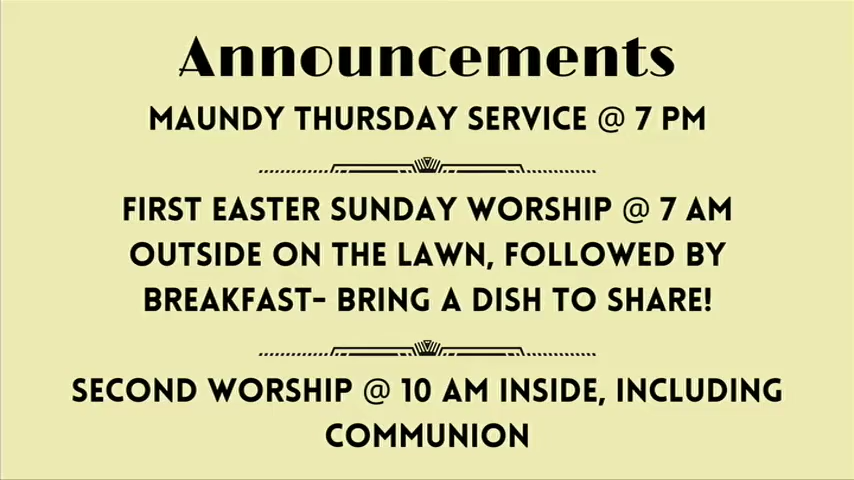 Announcements
MAUNDY THURSDAY SERVICE @ 7 PM
FIRST EASTER SUNDAY WORSHIP @ 7 AM
OUTSIDE ON THE LAWN, FOLLOWED BY
BREAKFAST- BRING A DISH TO SHARE!
SECOND WORSHIP @ 10 AM INSIDE, INCLUDING
COMMUNION